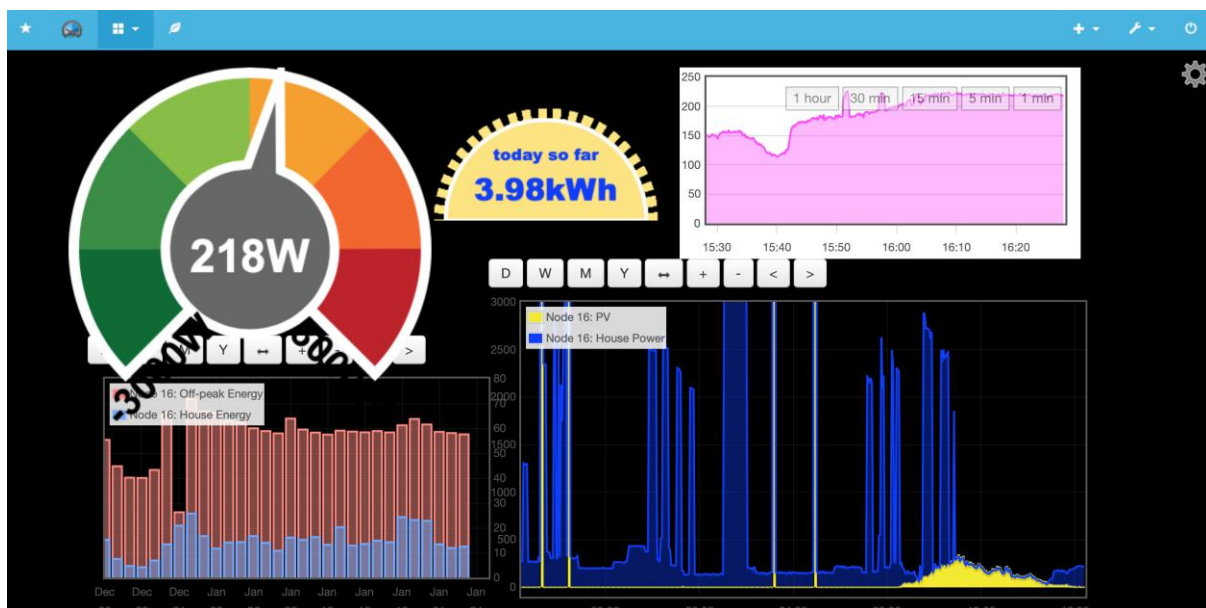 218W
today so far
3.98kWh
250
200
150
100
50
0
1 hour
30 min
15 min
5 min
1 min
15:30
15:40
15:50
16:00
16:10
16:20
D
W
M
Y
↔
+
-
<
>
-3000W
M
Y
↔
+
>
Node 16: Off-peak Energy
Node 16: House Energy
80
70
60
50
40
30
20
10
0
Dec
Dec
Dec
Dec
Jan
Jan
Jan
Jan
Jan
Jan
Jan
Jan
Jan
3000
2500
2000
1500
1000
500
0
Node 16: PV
Node 16: House Power